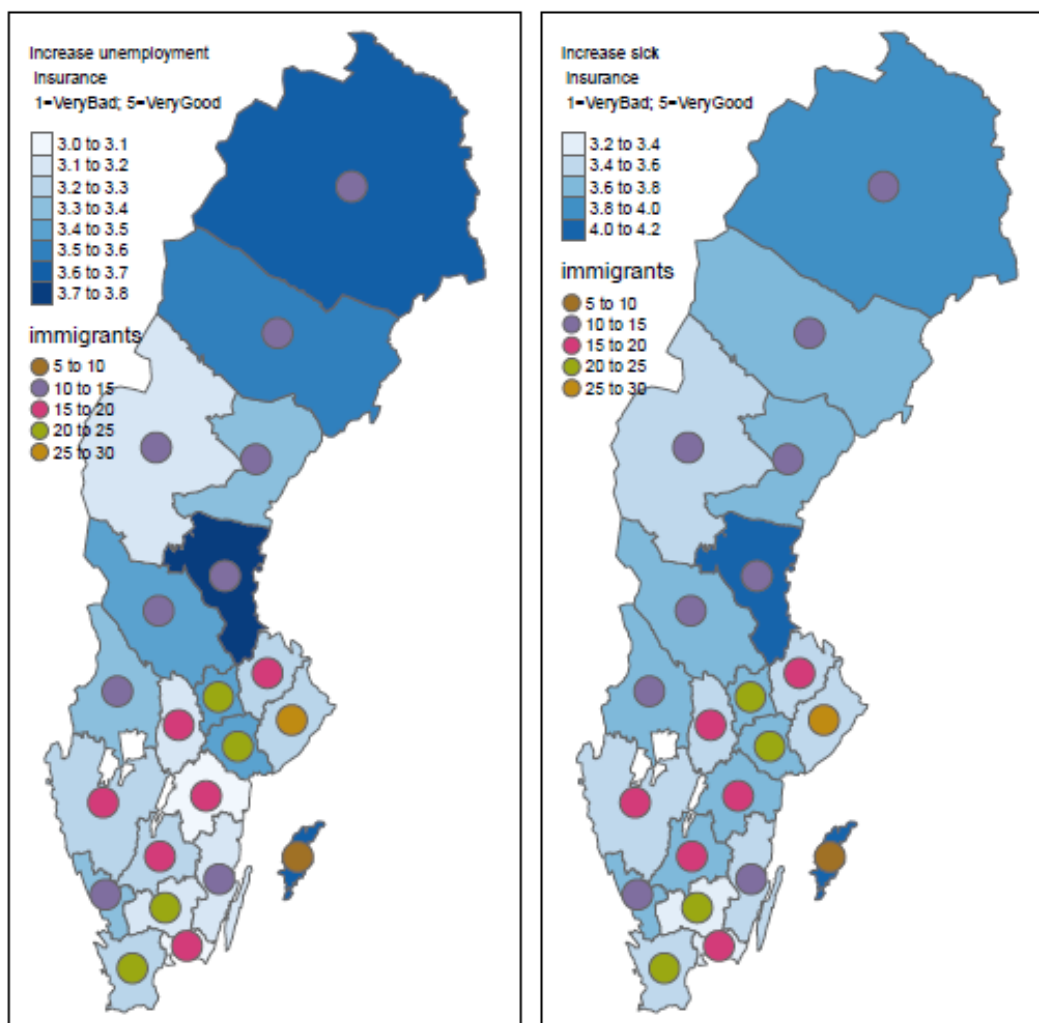 Increase unemployment
Insurance
1=VeryBad; 5=VeryGood
3.0 to 3.1
3.1 to 3.2
3.2 to 3.3
3.3 to 3.4
3.4 to 3.5
3.5 to 3.6
3.6 to 3.7
3.7 to 3.8
immigrants
5 to 10
10 to 15
15 to 20
20 to 25
25 to 30
Increase sick
Insurance
1=VeryBad; 5=VeryGood
3.2 to 3.4
3.4 to 3.6
3.6 to 3.8
3.8 to 4.0
4.0 to 4.2
immigrants
5 to 10
10 to 15
15 to 20
20 to 25
25 to 30